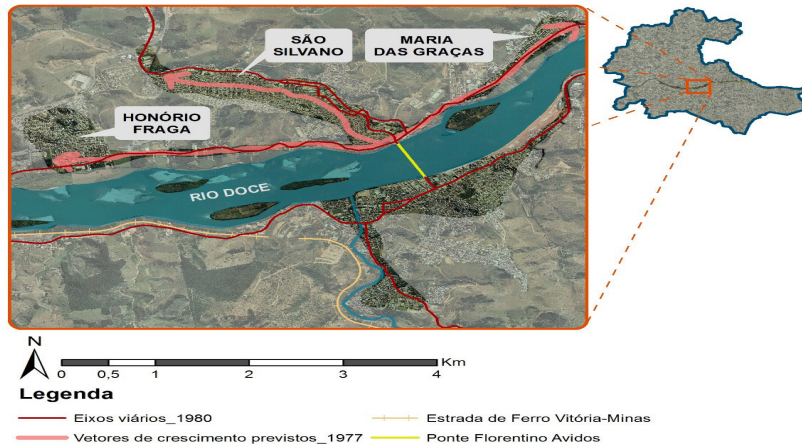 SÃO
SILVANO
MARIA
DAS GRAÇAS
HONÓRIO
FRAGA
RIO DOCE
N
Km
0 0,5 1 2 3 4
Legenda
Eixos viários_1980
Estrada de Ferro Vitória-Minas
Vetores de crescimento previstos_1977
Ponte Florentino Avidos